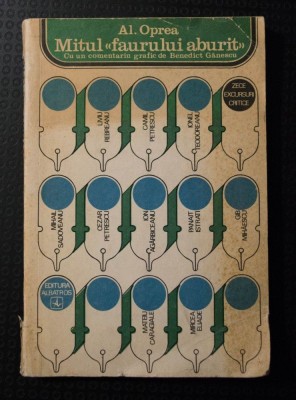 Al. Oprea
Mitul «faurului aburit»
Cu un comentariu grafic de Benedict Gănescu
LIVIU
REBREANU
CAMIL
PETRESCU
IONEL
TEODOREANU
ZECE
EXCURSURI
CRITICE
MIHAIL
SADOVEANU
CEZAR
PETRESCU
ION
AGÂRBICEANU
PANAIT
ISTRATI
GIB
MIHĂESCU
EDITURA
ALBATROS
MATEIU
CARAGIALE
MIRCEA
ELIADE